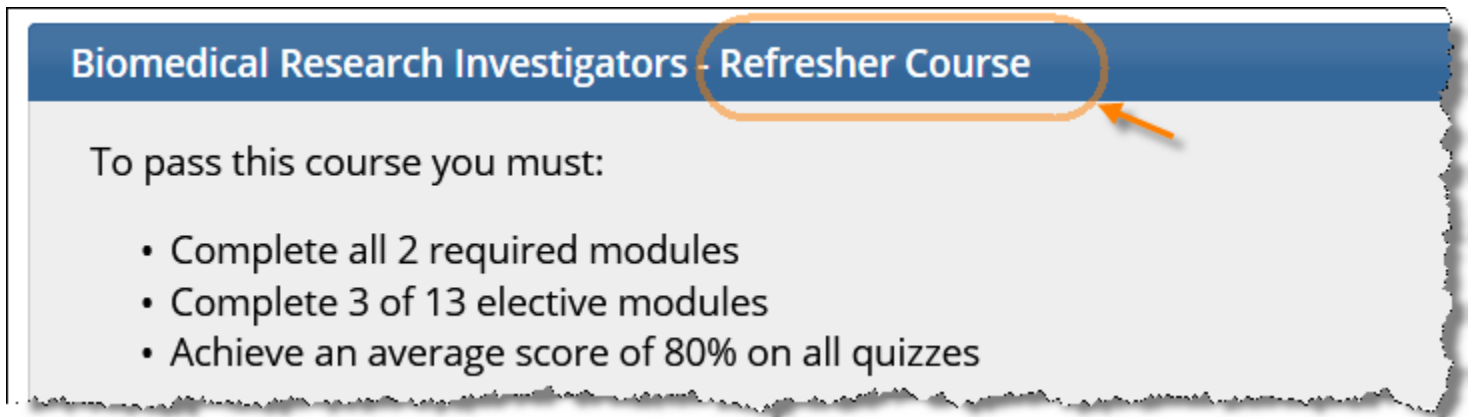 Biomedical Research Investigators - Refresher Course
To pass this course you must:
• Complete all 2 required modules
• Complete 3 of 13 elective modules
• Achieve an average score of 80% on all quizzes